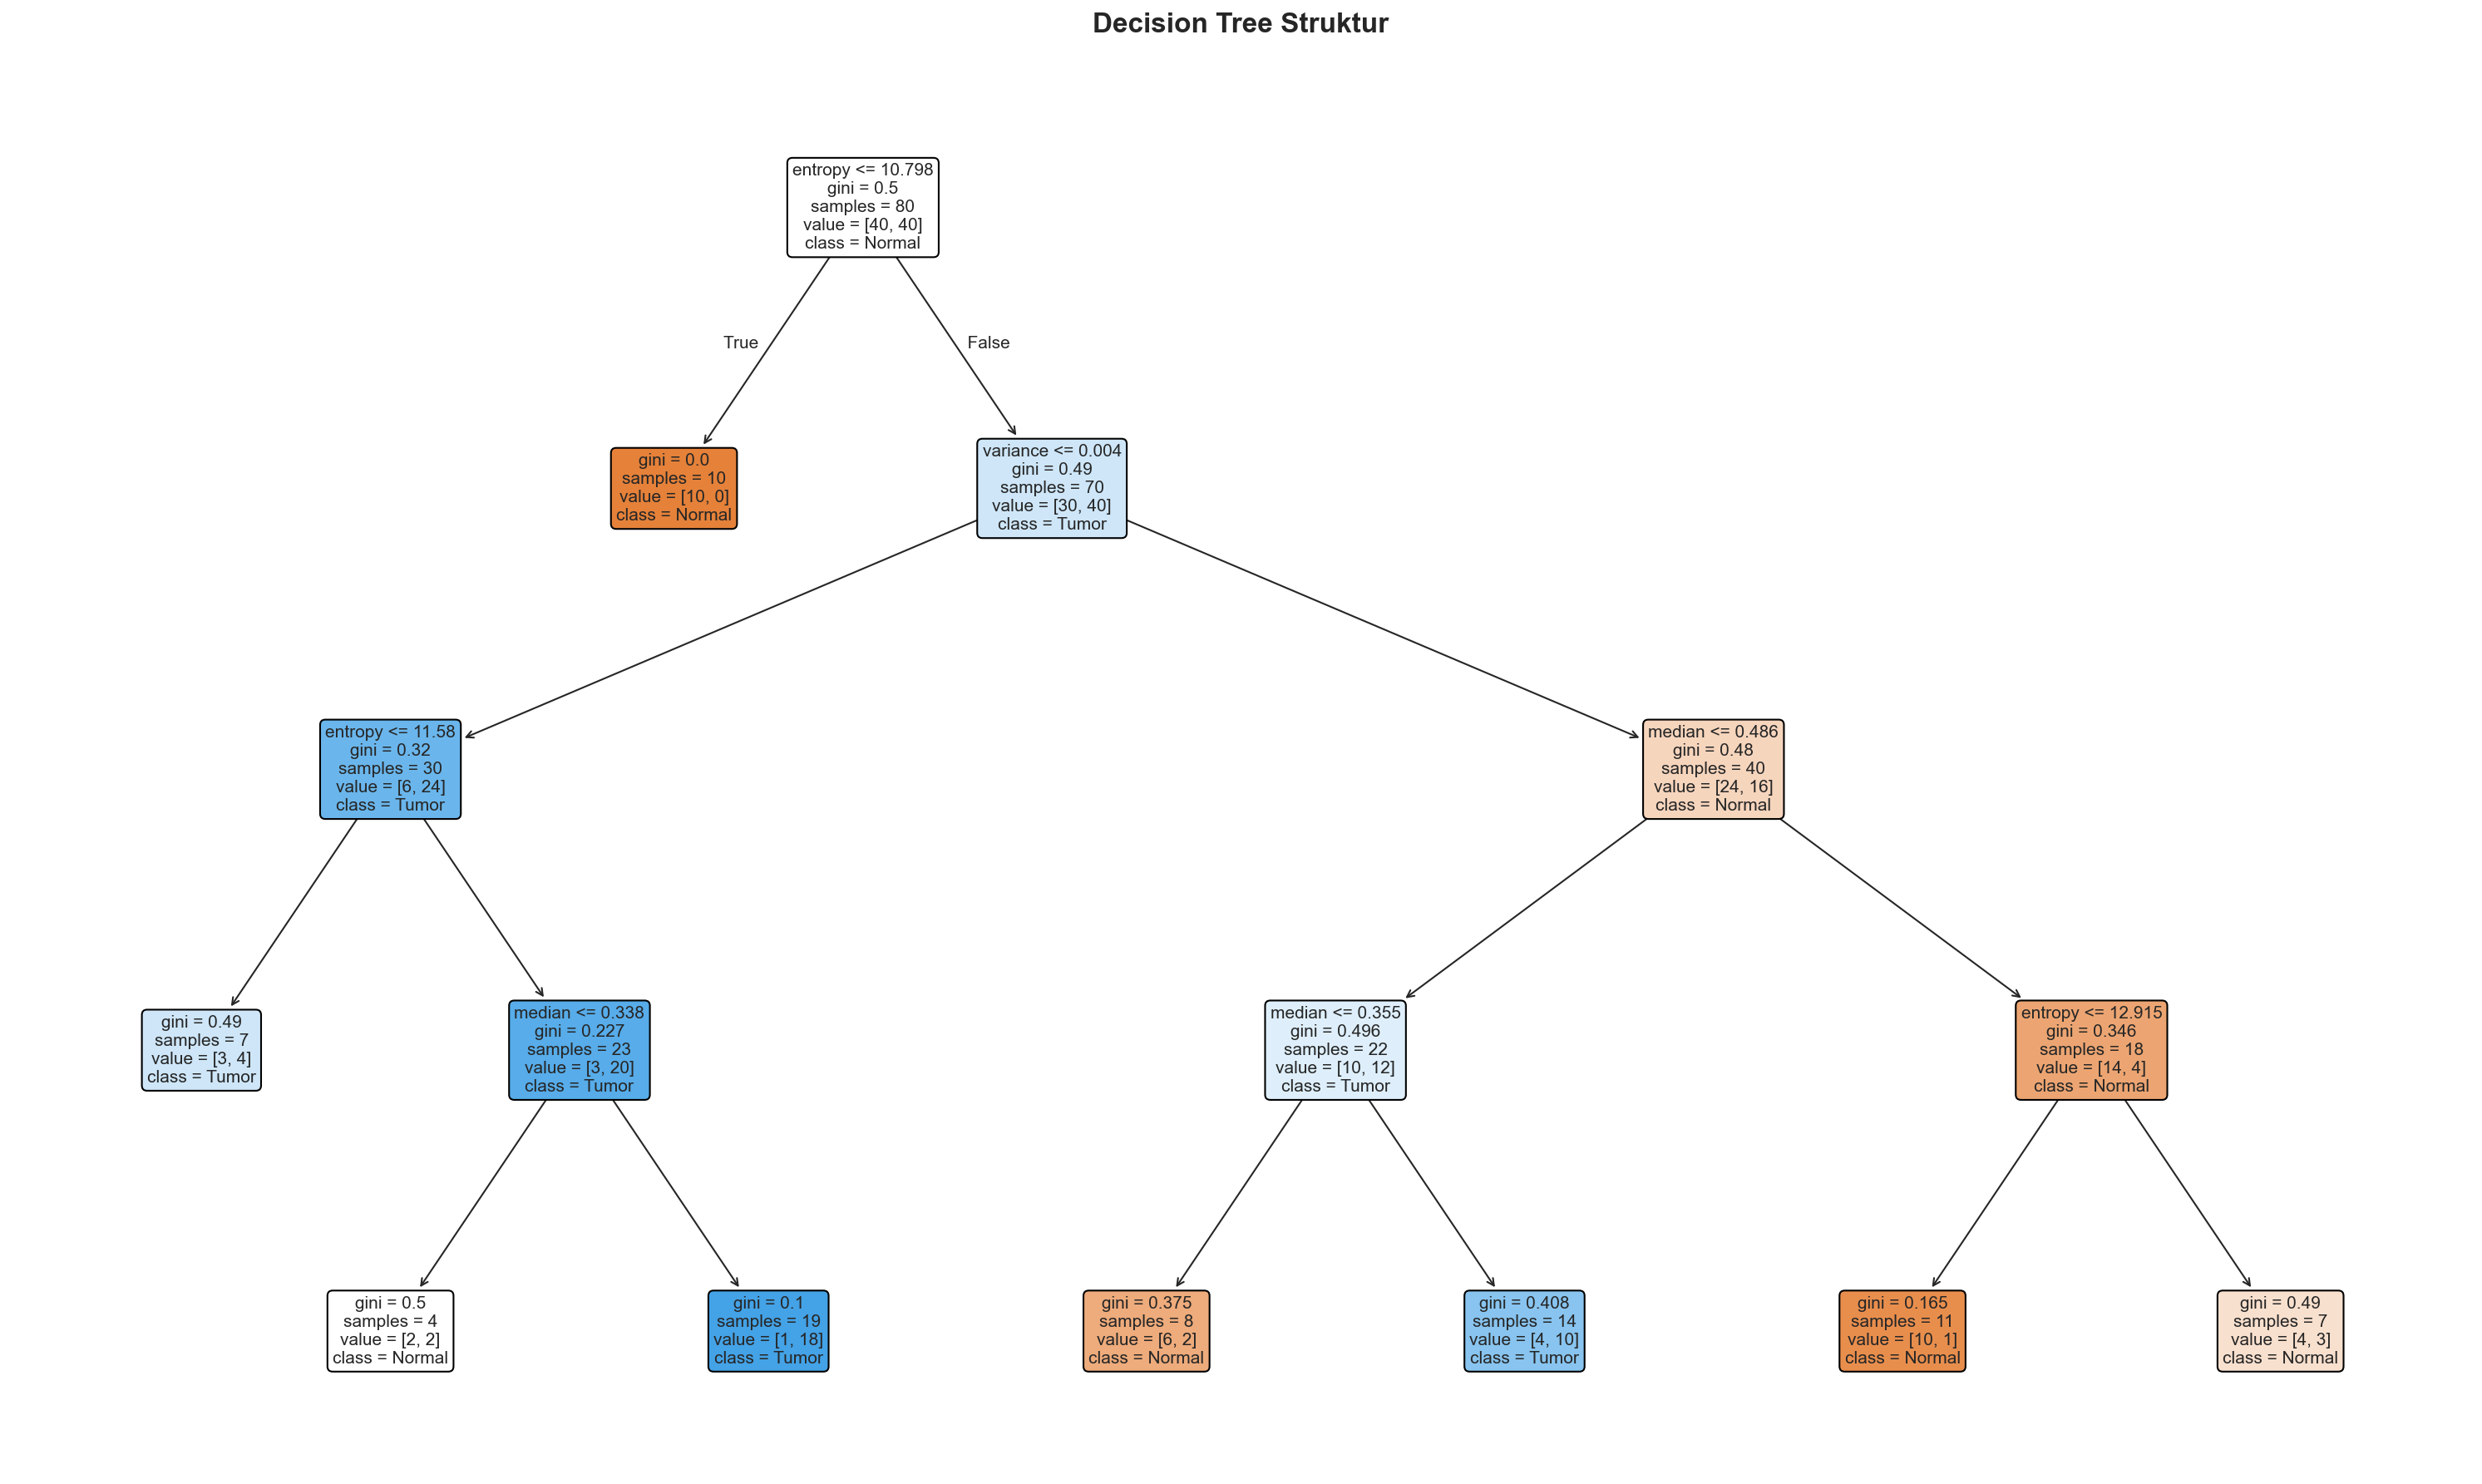 Decision Tree Struktur
entropy <= 10.798
gini = 0.5
samples = 80
value = [40, 40]
class = Normal
True
False
gini = 0.0
samples = 10
value = [10, 0]
class = Normal
variance <= 0.004
gini = 0.49
samples = 70
value = [30, 40]
class = Tumor
entropy <= 11.58
gini = 0.32
samples = 30
value = [6, 24]
class = Tumor
median <= 0.486
gini = 0.48
samples = 40
value = [24, 16]
class = Normal
gini = 0.49
samples = 7
value = [3, 4]
class = Tumor
median <= 0.338
gini = 0.227
samples = 23
value = [3, 20]
class = Tumor
median <= 0.355
gini = 0.496
samples = 22
value = [10, 12]
class = Tumor
entropy <= 12.915
gini = 0.346
samples = 18
value = [14, 4]
class = Normal
gini = 0.5
samples = 4
value = [2, 2]
class = Normal
gini = 0.1
samples = 19
value = [1, 18]
class = Tumor
gini = 0.375
samples = 8
value = [6, 2]
class = Normal
gini = 0.408
samples = 14
value = [4, 10]
class = Tumor
gini = 0.165
samples = 11
value = [10, 1]
class = Normal
gini = 0.49
samples = 7
value = [4, 3]
class = Normal